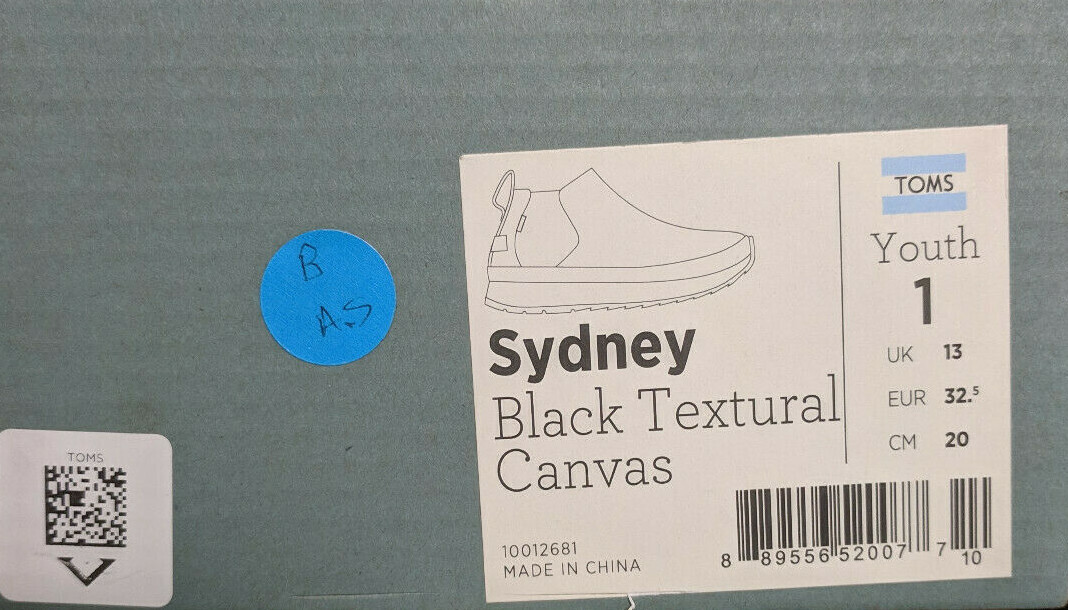 B
A.S
TOMS
Sydney
Black Textural
Canvas
10012681
MADE IN CHINA
TOMS
Youth
1
UK 13
EUR 32.⁵
CM 20
8 89556 52007 7 10